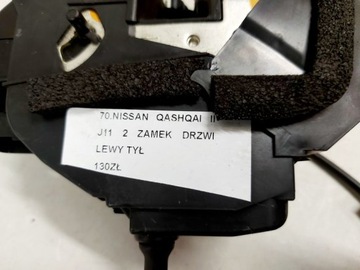 70.NISSAN QASHQAI II
J11 2 ZAMEK DRZWI
LEWY TYŁ
130ZŁ